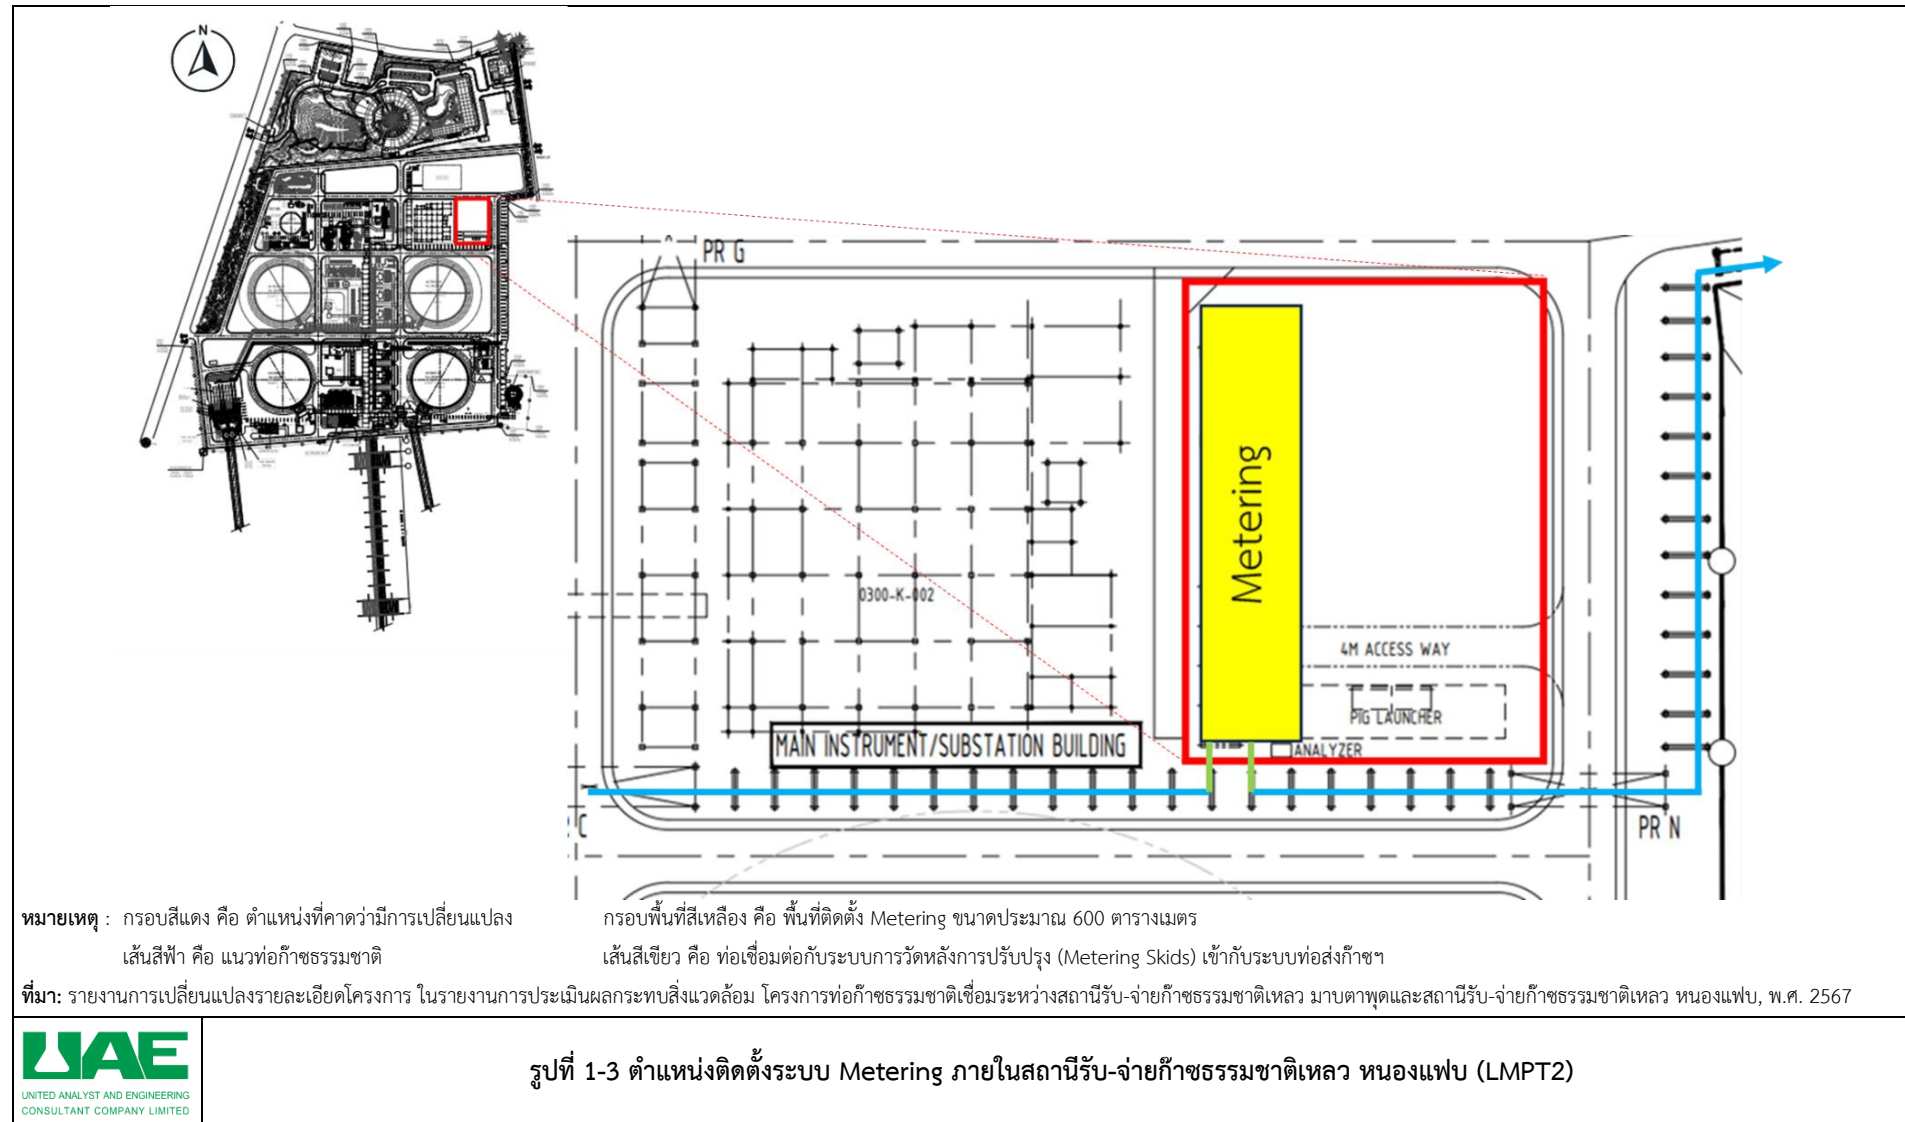 N
PR G
Metering
0300-K-002
4M ACCESS WAY
PIG LAUNCHER
MAIN INSTRUMENT/SUBSTATION BUILDING
ANALYZER
C
PR N
หมายเหตุ : กรอบสีแดง คือ ตำแหน่งที่คาดว่ามีการเปลี่ยนแปลง กรอบพื้นที่สีเหลือง คือ พื้นที่ติดตั้ง Metering ขนาดประมาณ 600 ตารางเมตร
เส้นสีฟ้า คือ แนวท่อก๊าซธรรมชาติ เส้นสีเขียว คือ ท่อเชื่อมต่อกับระบบการวัดหลังการปรับปรุง (Metering Skids) เข้ากับระบบท่อส่งก๊าซฯ
ที่มา: รายงานการเปลี่ยนแปลงรายละเอียดโครงการ ในรายงานการประเมินผลกระทบสิ่งแวดล้อม โครงการท่อก๊าซธรรมชาติเชื่อมระหว่างสถานีรับ-จ่ายก๊าซธรรมชาติเหลว มาบตาพุดและสถานีรับ-จ่ายก๊าซธรรมชาติเหลว หนองแฟบ, พ.ศ. 2567
UAE
UNITED ANALYST AND ENGINEERING
CONSULTANT COMPANY LIMITED
รูปที่ 1-3 ตำแหน่งติดตั้งระบบ Metering ภายในสถานีรับ-จ่ายก๊าซธรรมชาติเหลว หนองแฟบ (LMPT2)